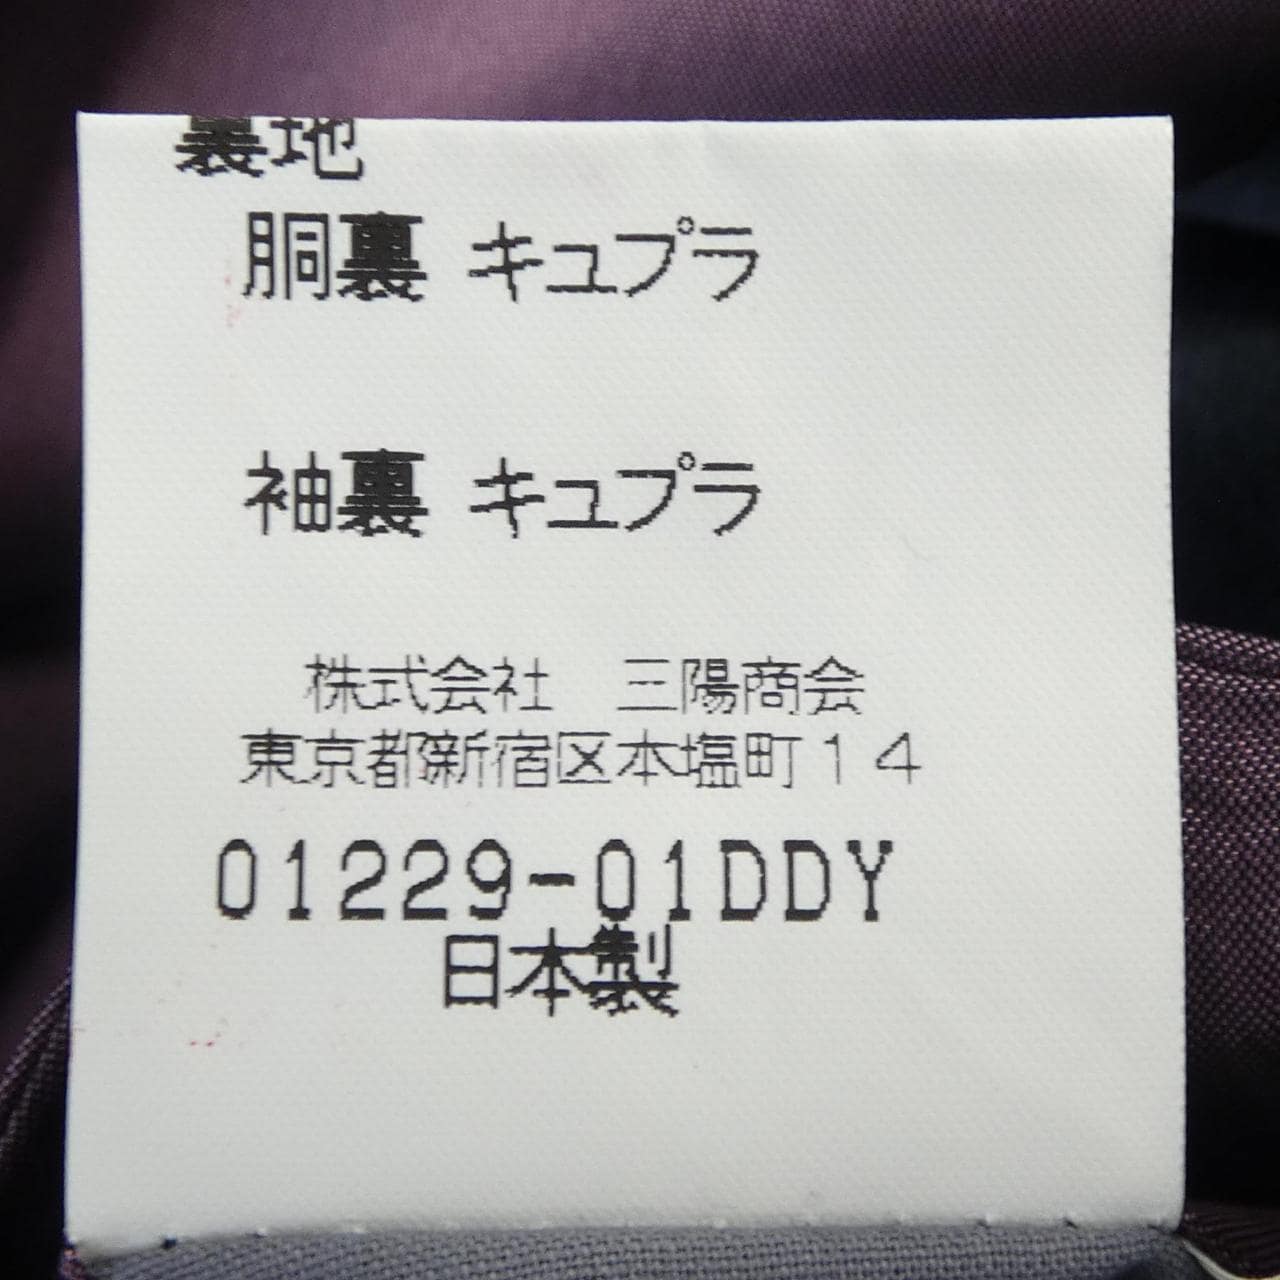 裏地
胴裏 キュプラ
袖裏 キュプラ
株式会社　三陽商会
東京都新宿区本塩町１４
01229-01DDY
日本製